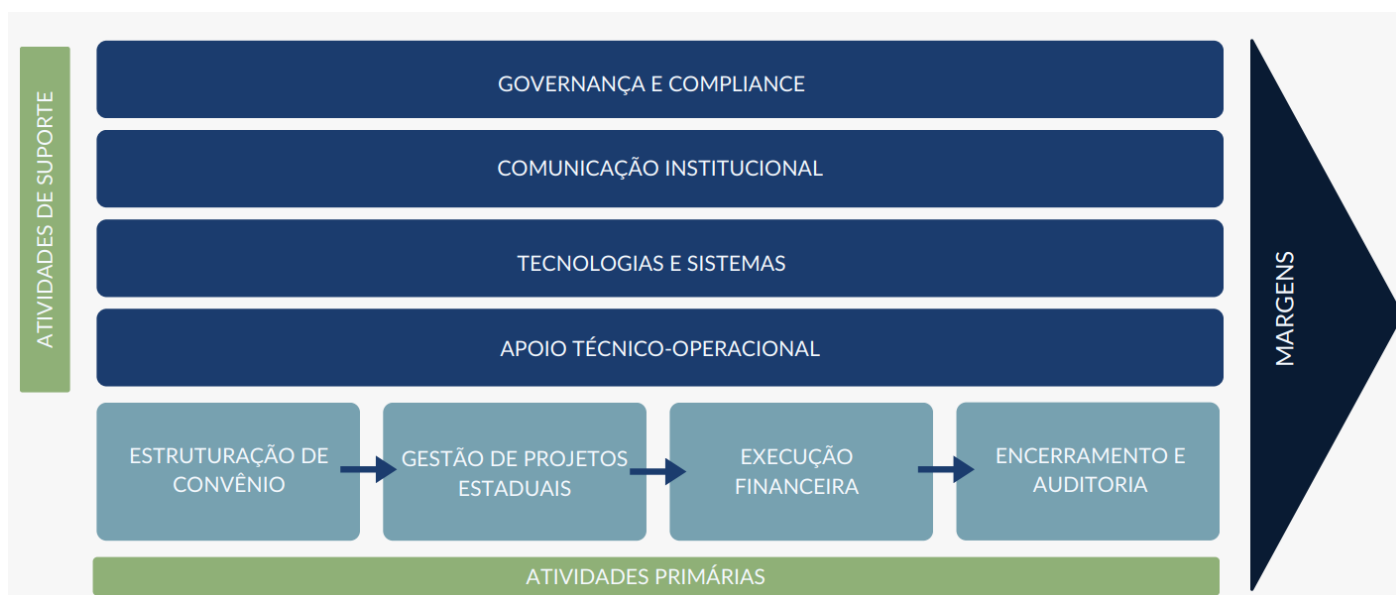 ATIVIDADES DE SUPORTE
GOVERNANÇA E COMPLIANCE
COMUNICAÇÃO INSTITUCIONAL
TECNOLOGIAS E SISTEMAS
APOIO TÉCNICO-OPERACIONAL
MARGENS
ESTRUTURAÇÃO DE
CONVÊNIO
GESTÃO DE PROJETOS
ESTADUAIS
EXECUÇÃO
FINANCEIRA
ENCERRAMENTO E
AUDITORIA
ATIVIDADES PRIMÁRIAS